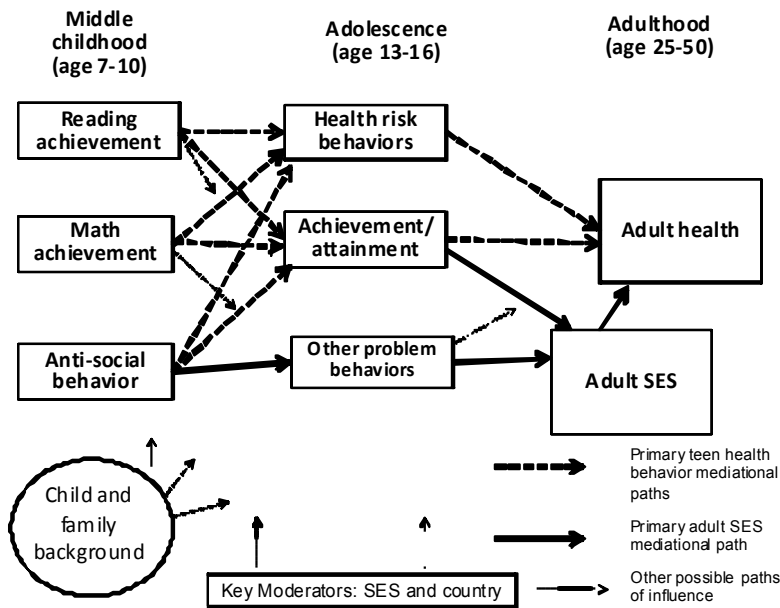 Middle
childhood
(age 7-10)
Adolescence
(age 13-16)
Adulthood
(age 25-50)
Reading
achievement
Health risk
behaviors
Math
achievement
Achievement/
attainment
Adult health
Anti-social
behavior
Other problem
behaviors
Adult SES
Child and
family
background
Key Moderators: SES and country
Primary teen health
behavior mediational
paths
Primary adult SES
mediational path
Other possible paths
of influence